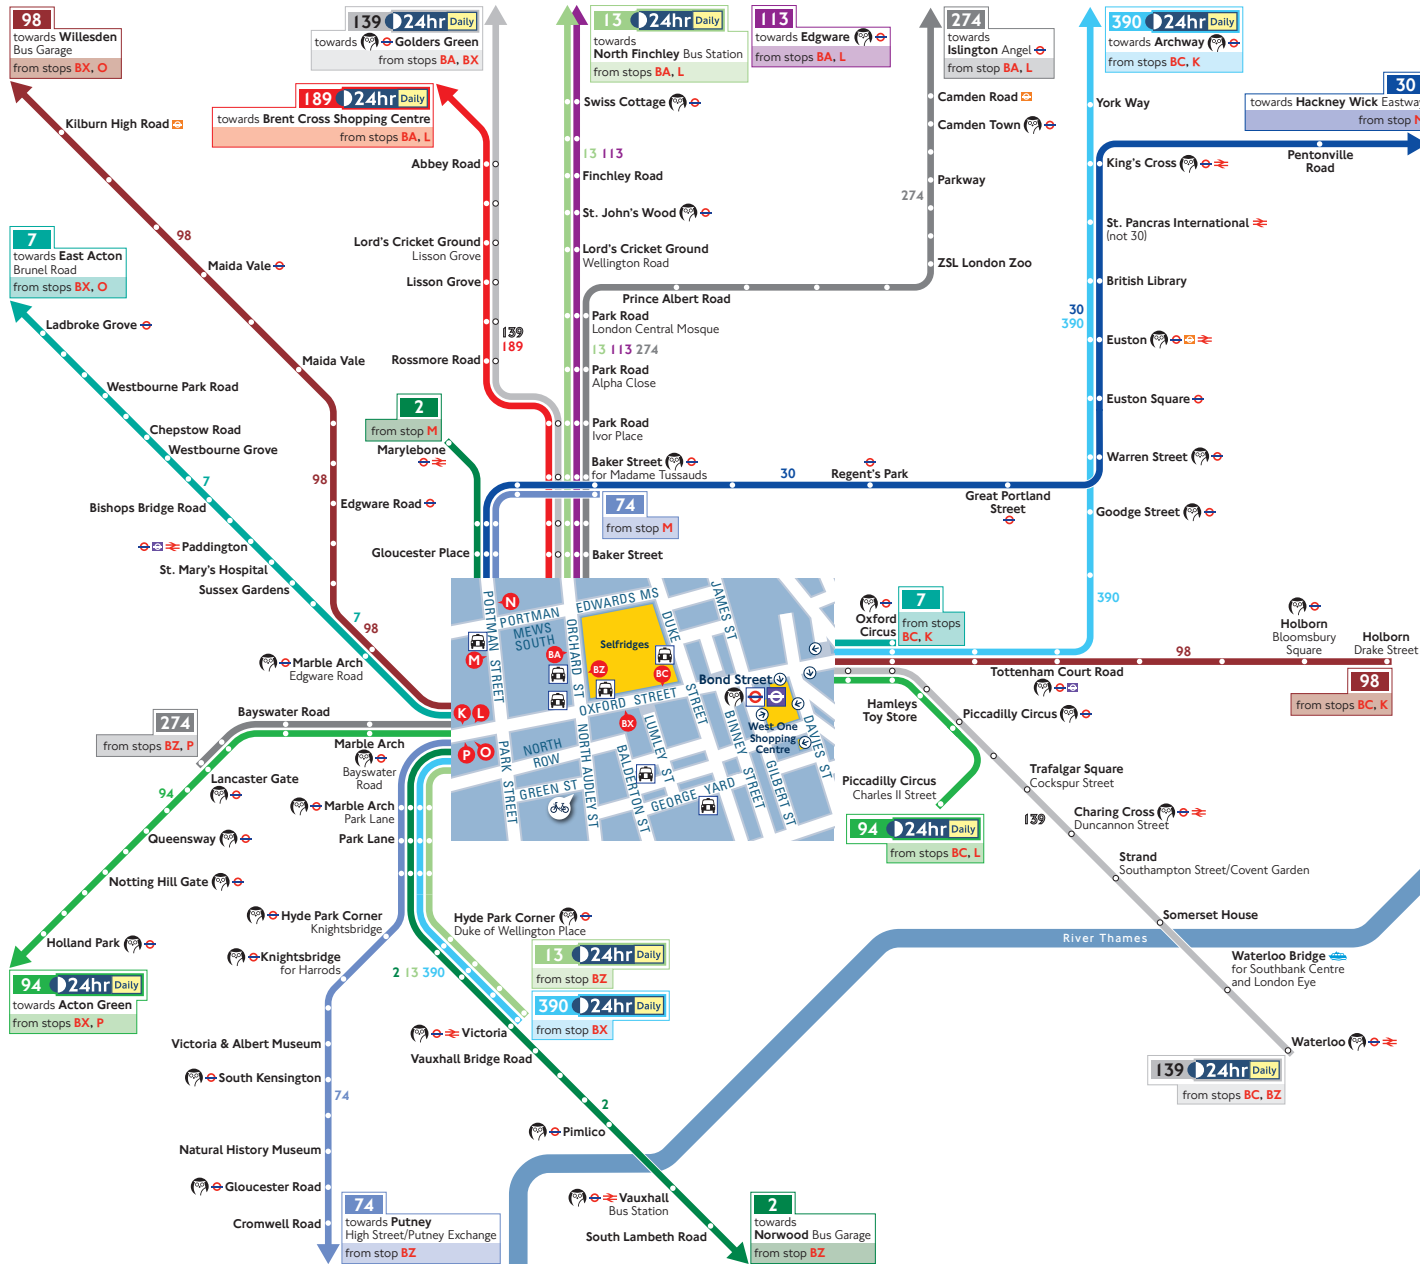 98
towards Willesden
Bus Garage
from stops BX, O
139 24hr Daily
towards Golders Green
from stops BA, BX
13 24hr Daily
towards
North Finchley Bus Station
from stops BA, L
113
towards Edgware
from stops BA, L
274
towards
Islington Angel
from stop BA, L
390 24hr Daily
towards Archway
from stops BC, K
30
towards Hackney Wick Eastway
from stop
189 24hr Daily
towards Brent Cross Shopping Centre
from stops BA, L
Kilburn High Road
98
Maida Vale
Maida Vale
98
Edgware Road
7
towards East Acton
Brunel Road
from stops BX, O
Ladbroke Grove
Westbourne Park Road
Chepstow Road
Westbourne Grove
7
Bishops Bridge Road
Paddington
St. Mary's Hospital
Sussex Gardens
7
98
Marble Arch
Edgware Road
Abbey Road
Lord's Cricket Ground
Lisson Grove
Lisson Grove
139
189
Rossmore Road
2
from stop M
Marylebone
Gloucester Place
Swiss Cottage
13 113
Finchley Road
St. John's Wood
Lord's Cricket Ground
Wellington Road
Prince Albert Road
Park Road
London Central Mosque
13 113 274
Park Road
Alpha Close
Park Road
Ivor Place
Baker Street
for Madame Tussauds
74
from stop M
Baker Street
Camden Road
Camden Town
Parkway
274
ZSL London Zoo
30
Regent's Park
Great Portland
Street
York Way
King's Cross
Pentonville
Road
St. Pancras International
(not 30)
British Library
30
390
Euston
Euston Square
Warren Street
Goodge Street
390
PORTMAN STREET
N
PORTMAN
MEWS
SOUTH
EDWARDS MS
ORCHARD ST
DUKE
STREET
JAMES ST
Selfridges
M
BA
BZ
BC
Bond Street
OXFORD STREET
BX
K L
P O
PARK STREET
NORTH
ROW
GREEN ST
NORTH AUDLEY ST
BALDERTON ST
LUMLEY ST
GEORGE YARD
BINNEY
STREET
GILBERT ST
DAVIES ST
West One
Shopping
Centre
Oxford
Circus
7
from stops
BC, K
Holborn
Bloomsbury
Square
Holborn
Drake Street
98
98
from stops BC, K
Tottenham Court Road
Hamleys
Toy Store
Piccadilly Circus
Piccadilly Circus
Charles II Street
94 24hr Daily
from stops BC, L
Trafalgar Square
Cockspur Street
139
Charing Cross
Duncannon Street
Strand
Southampton Street/Covent Garden
Somerset House
River Thames
Waterloo Bridge
for Southbank Centre
and London Eye
Waterloo
139 24hr Daily
from stops BC, BZ
274
from stops BZ, P
Bayswater Road
Marble Arch
Bayswater
Road
Lancaster Gate
94
Queensway
Notting Hill Gate
Holland Park
94 24hr Daily
towards Acton Green
from stops BX, P
Marble Arch
Park Lane
Park Lane
Hyde Park Corner
Knightsbridge
Knightsbridge
for Harrods
Hyde Park Corner
Duke of Wellington Place
13 24hr Daily
from stop BZ
2 13 390
390 24hr Daily
from stop BX
Victoria
Vauxhall Bridge Road
Victoria & Albert Museum
South Kensington
74
2
Pimlico
Natural History Museum
Gloucester Road
Cromwell Road
74
towards Putney
High Street/Putney Exchange
from stop BZ
Vauxhall
Bus Station
South Lambeth Road
2
towards
Norwood Bus Garage
from stop BZ